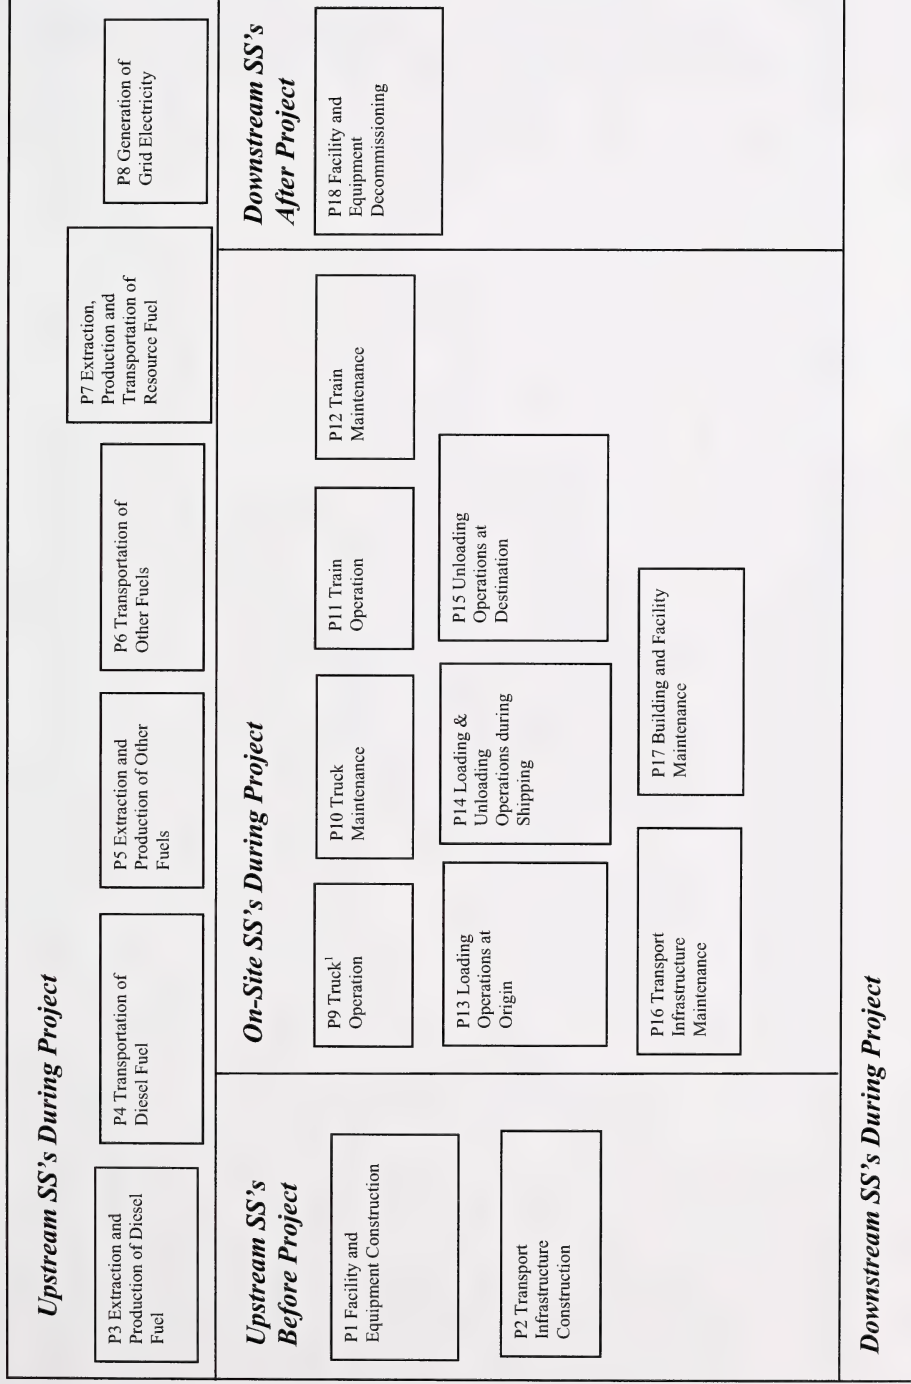 Upstream SS's During Project
P3 Extraction and
Production of Diesel
Fuel
P4 Transportation of
Diesel Fuel
P5 Extraction and
Production of Other
Fuels
P6 Transportation of
Other Fuels
P7 Extraction,
Production and
Transportation of
Resource Fuel
P8 Generation of
Grid Electricity
Upstream SS's
Before Project
P1 Facility and
Equipment Construction
P2 Transport
Infrastructure
Construction
On-Site SS's During Project
P9 Truck¹
Operation
P10 Truck
Maintenance
P11 Train
Operation
P12 Train
Maintenance
P13 Loading
Operations at
Origin
P14 Loading &
Unloading
Operations during
Shipping
P15 Unloading
Operations at
Destination
P16 Transport
Infrastructure
Maintenance
P17 Building and Facility
Maintenance
Downstream SS's
After Project
P18 Facility and
Equipment
Decommissioning
Downstream SS's During Project